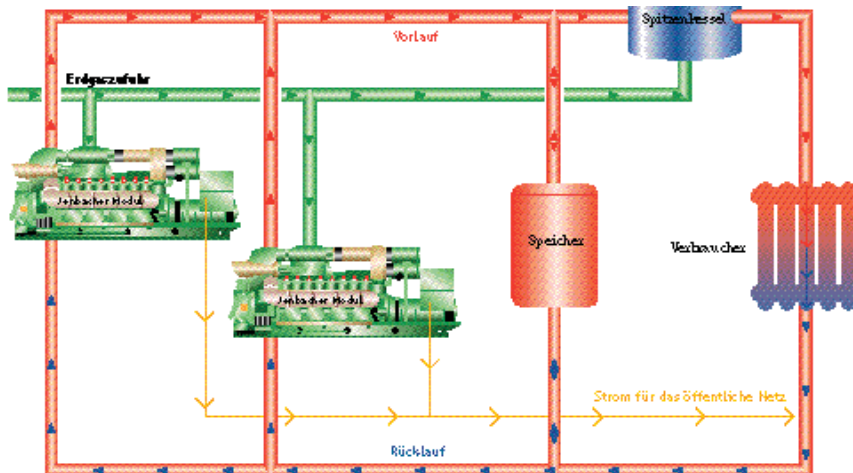 Spitzenkessel
Vorlauf
Erdgaszufuhr
Jenbacher Modul
Speicher
Verbraucher
Jenbacher Modul
Strom für das öffentliche Netz
Rücklauf